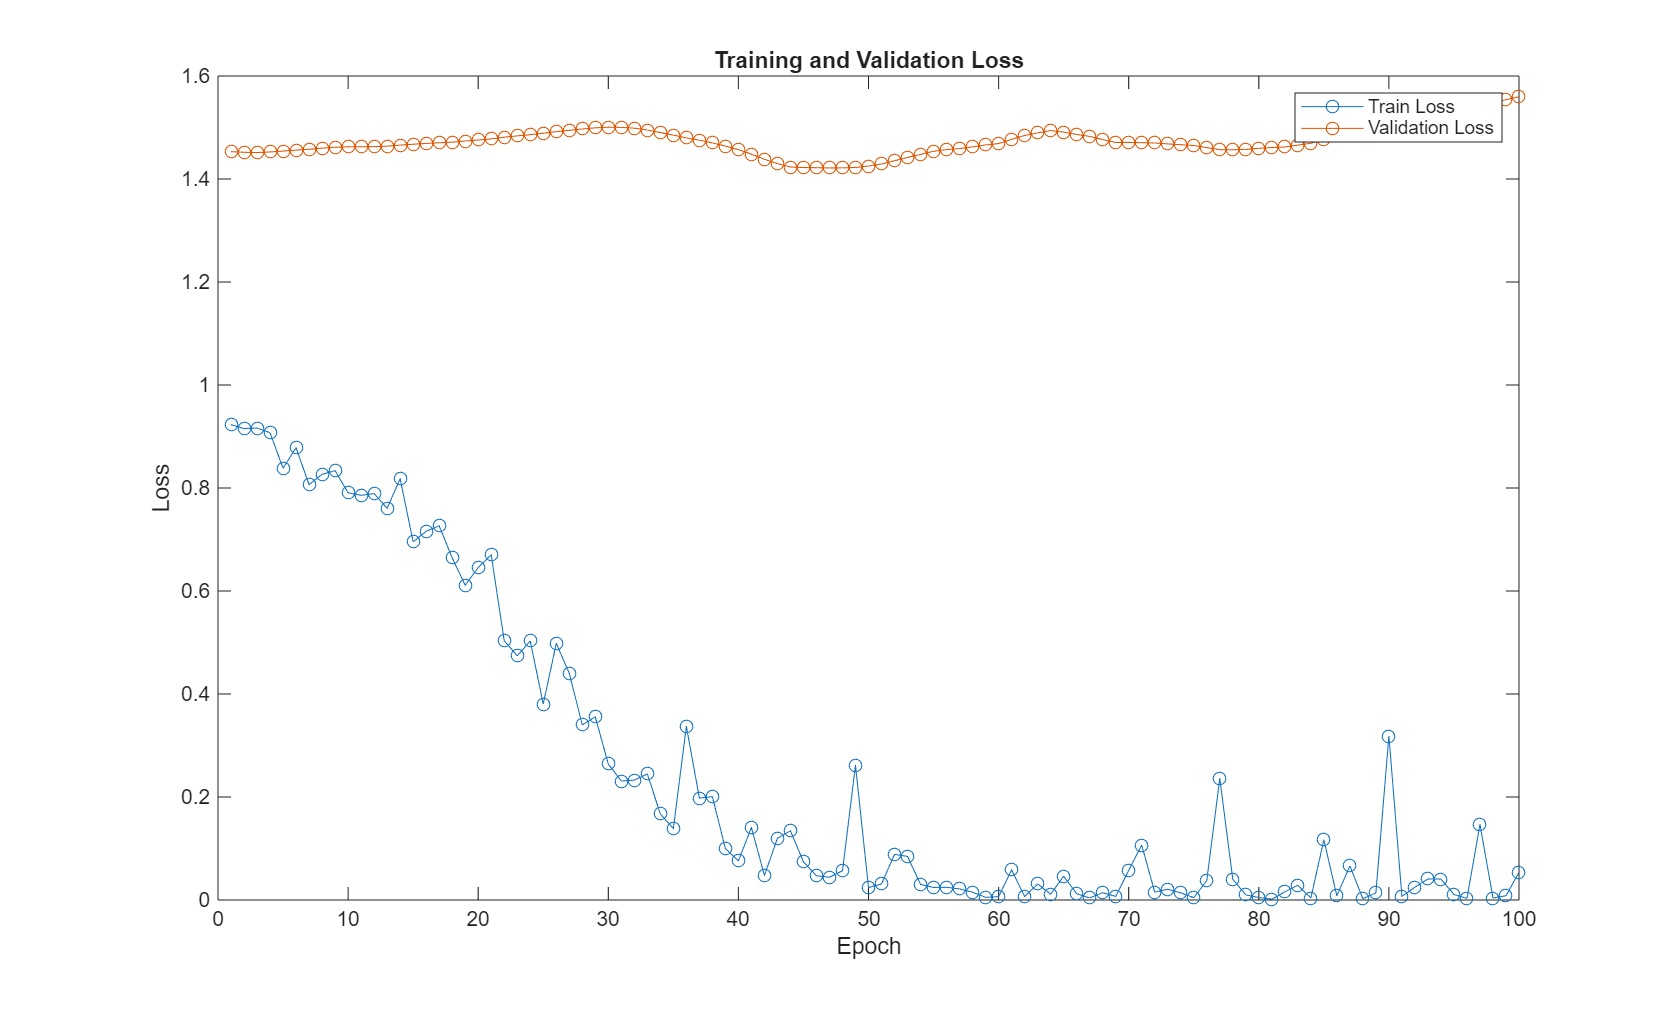 Training and Validation Loss
1.6
1.4
1.2
1
0.8
0.6
0.4
0.2
0
Loss
Train Loss
Validation Loss
0 10 20 30 40 50 60 70 80 90 100
Epoch